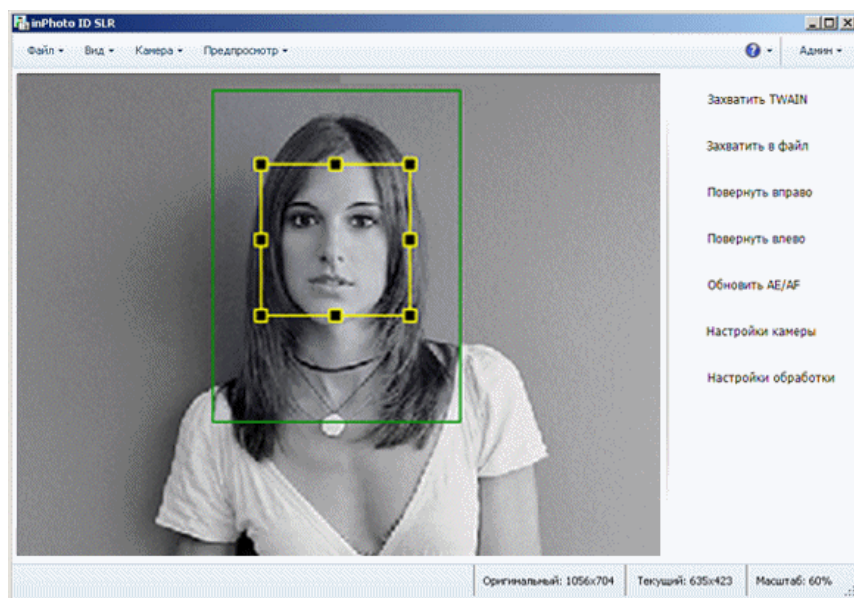 inPhoto ID SLR
Файл Вид Камера Предпросмотр ? Админ
Захватить TWAIN
Захватить в файл
Повернуть вправо
Повернуть влево
Обновить AE/AF
Настройки камеры
Настройки обработки
Оригинальный: 1056x704 Текущий: 635x423 Масштаб: 60%